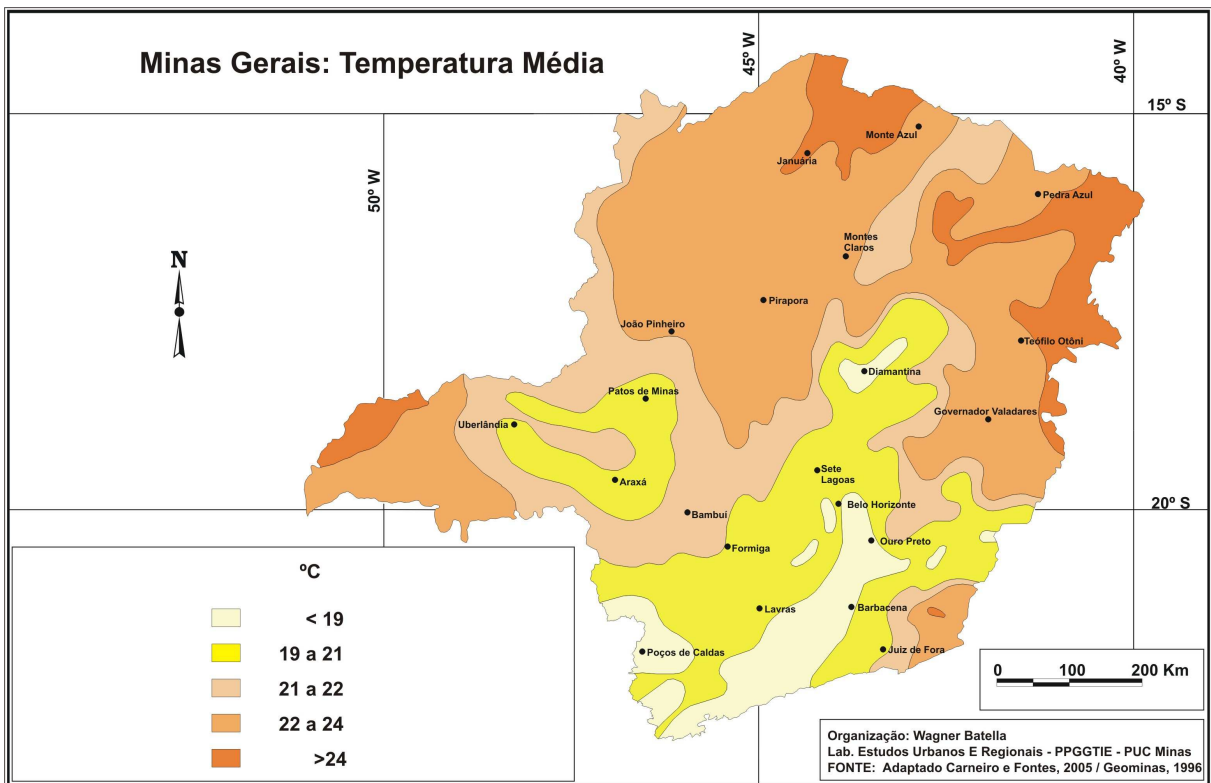 Minas Gerais: Temperatura Média
45º W
40º W
15º S
50º W
N
Monte Azul
Januária
Pedra Azul
Montes
Claros
Pirapora
João Pinheiro
Teófilo Otôni
Diamantina
Patos de Minas
Governador Valadares
Uberlândia
Sete
Lagoas
Araxá
Belo Horizonte
20º S
Bambuí
Ouro Preto
Formiga
Lavras
Barbacena
Poços de Caldas
Juiz de Fora
ºC
< 19
19 a 21
21 a 22
22 a 24
>24
0 100 200 Km
Organização: Wagner Batella
Lab. Estudos Urbanos E Regionais - PPGGTIE - PUC Minas
FONTE: Adaptado Carneiro e Fontes, 2005 / Geominas, 1996